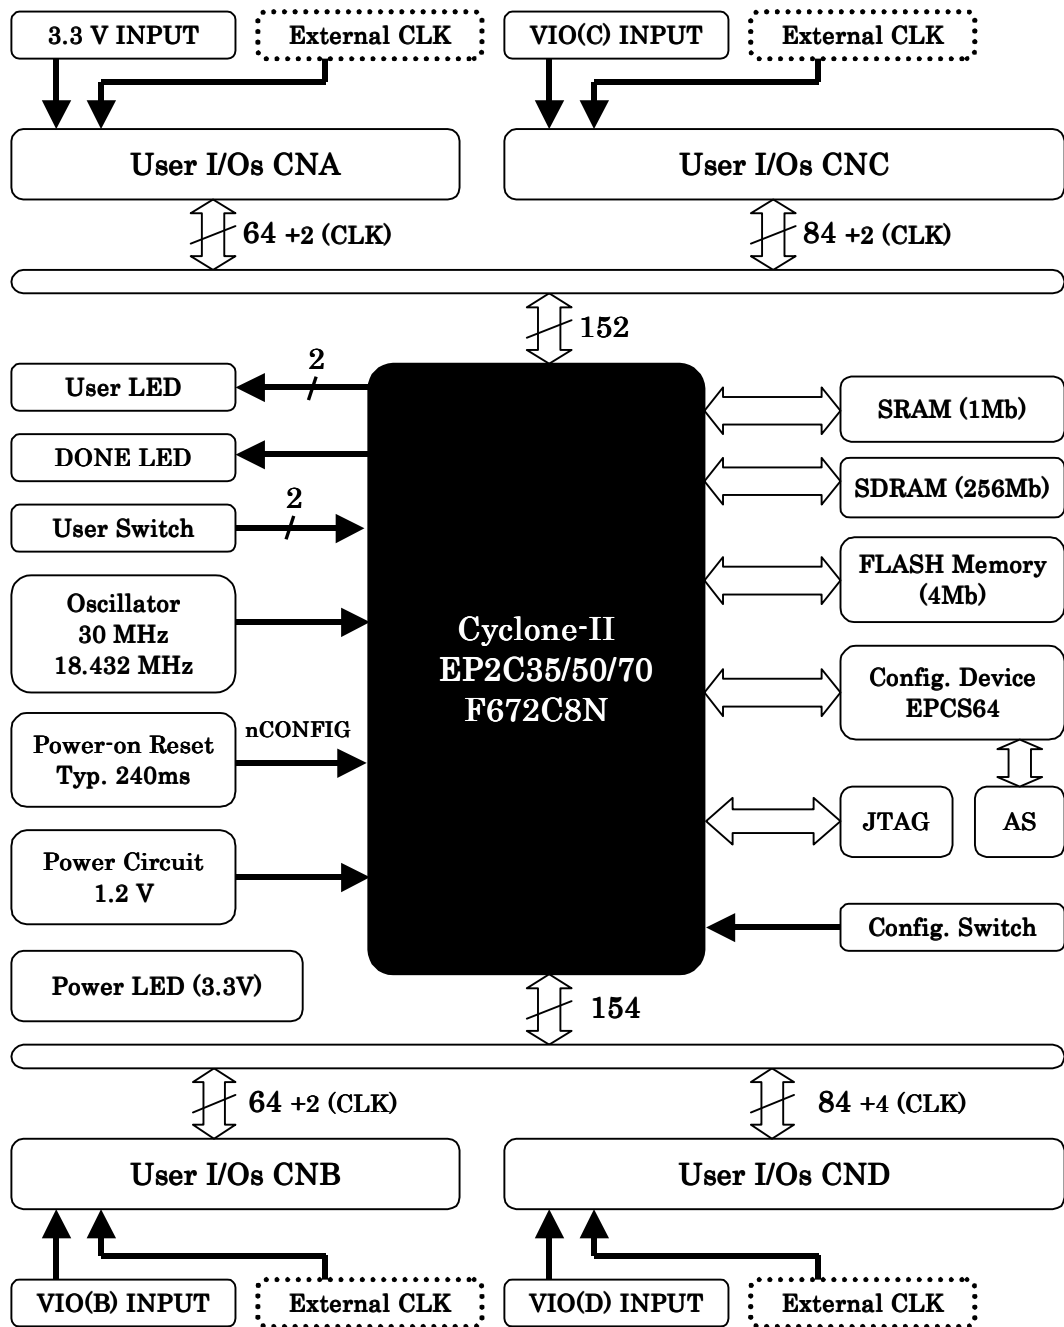 3.3 V INPUT
External CLK
VIO(C) INPUT
External CLK
User I/Os CNA
User I/Os CNC
64 +2 (CLK)
84 +2 (CLK)
152
User LED
2
DONE LED
User Switch
2
Oscillator
30 MHz
18.432 MHz
Power-on Reset
Typ. 240ms
nCONFIG
Power Circuit
1.2 V
Power LED (3.3V)
Cyclone-II
EP2C35/50/70
F672C8N
SRAM (1Mb)
SDRAM (256Mb)
FLASH Memory
(4Mb)
Config. Device
EPCS64
JTAG
AS
Config. Switch
154
64 +2 (CLK)
84 +4 (CLK)
User I/Os CNB
User I/Os CND
VIO(B) INPUT
External CLK
VIO(D) INPUT
External CLK